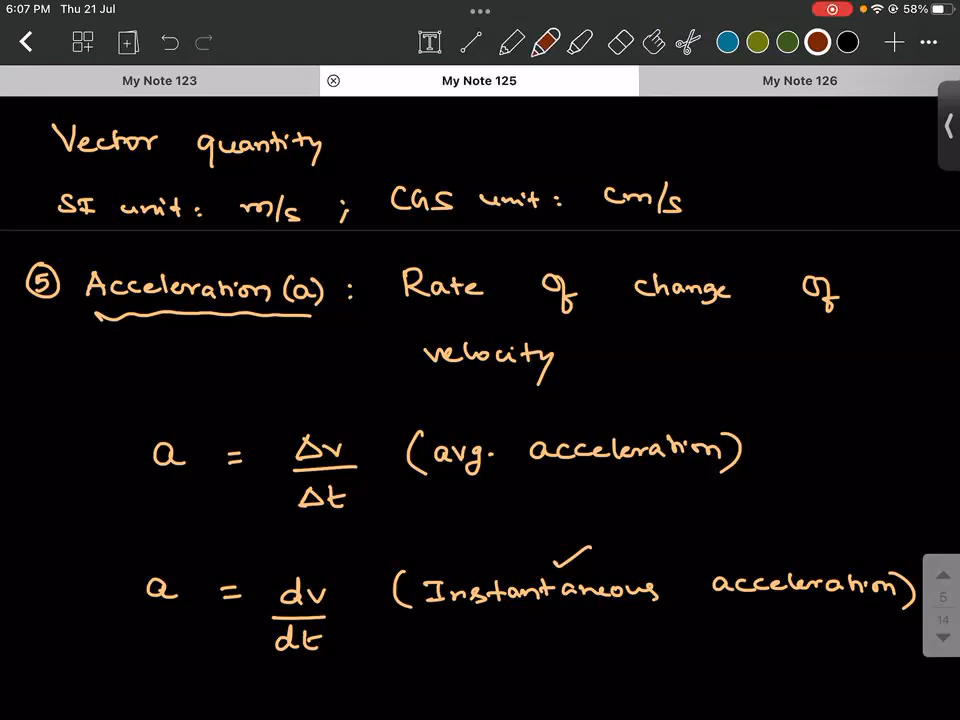 6:07 PM Thu 21 Jul 58%
T
My Note 123 My Note 125 My Note 126
Vector quantity
SI unit: m/s ; CGS unit: cm/s
⑤ Acceleration (a) : Rate of change of
velocity
a = Δv/Δt (avg. acceleration)
a = dv/dt (Instantaneous acceleration)
5
14